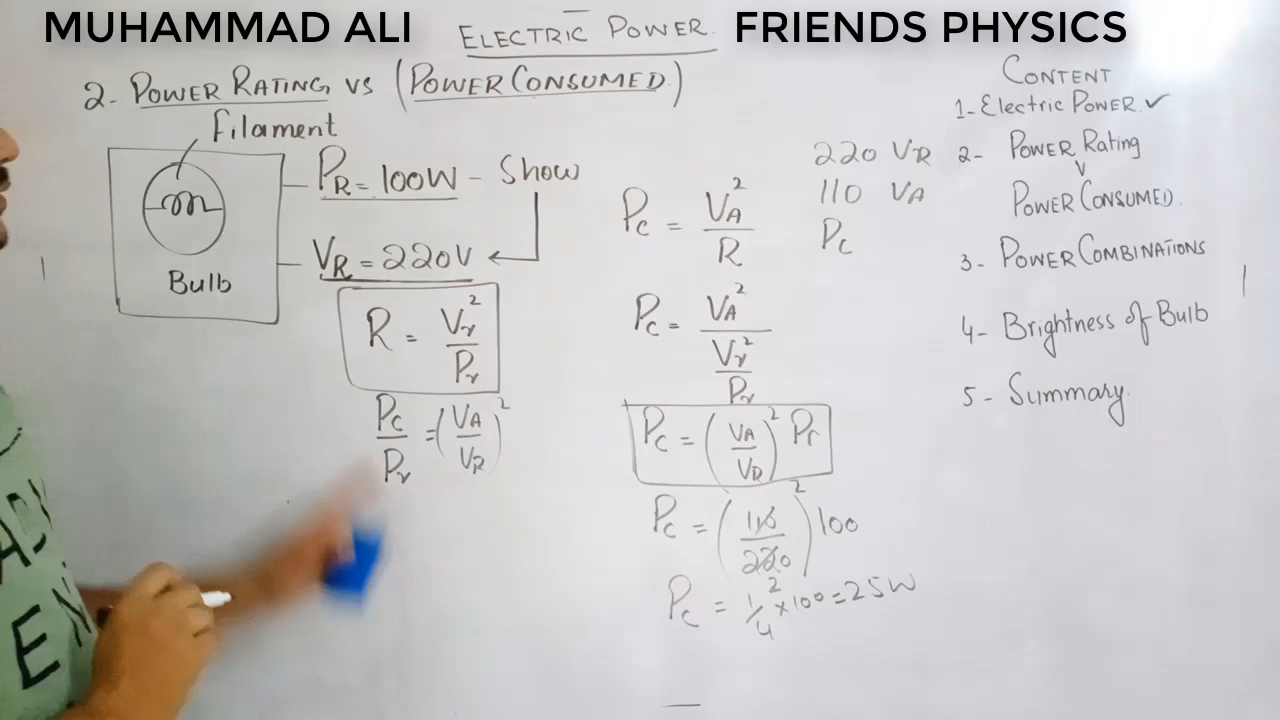 MUHAMMAD ALI
FRIENDS PHYSICS
ELECTRIC POWER.
2- POWER RATING VS (POWER CONSUMED)
filament
Bulb
PR = 100W - Show
VR = 220V
R = Vr² / Pr
Pc / Pr = (VA / VR)²
Pc = VA² / R
Pc = VA² / (Vr² / Pr)
Pc = (VA / VR)² Pr
Pc = (110 / 220)² 100
2
Pc = 1/4 × 100 = 25W
220 VR
110 VA
Pc
CONTENT
1- Electric POWER ✓
2- POWER Rating
V
POWER CONSUMED.
3- POWER COMBINATIONS
4- Brightness of Bulb
5- Summary.
EN